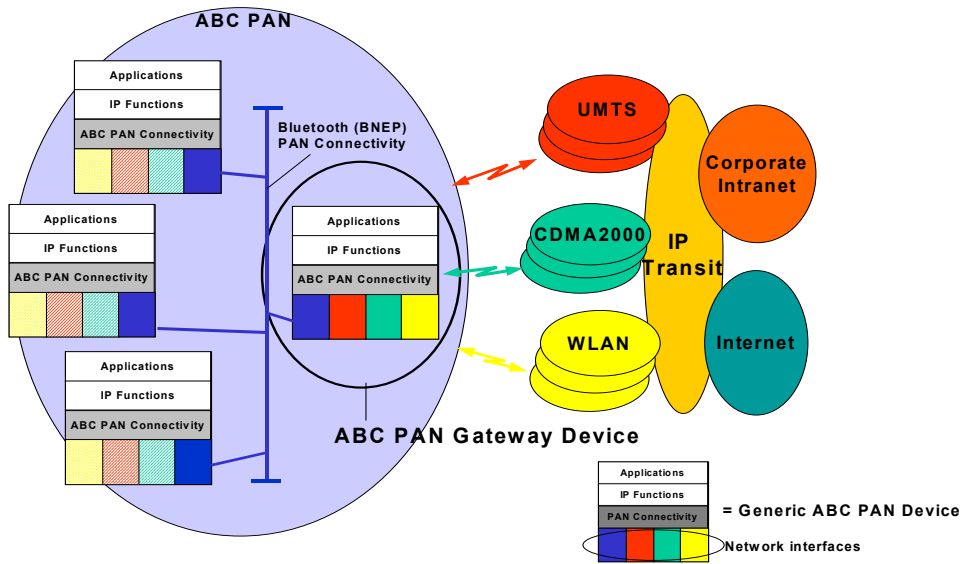 ABC PAN
Applications
IP Functions
ABC PAN Connectivity
Bluetooth (BNEP)
PAN Connectivity
Applications
IP Functions
ABC PAN Connectivity
Applications
IP Functions
ABC PAN Connectivity
Applications
IP Functions
ABC PAN Connectivity
ABC PAN Gateway Device
UMTS
CDMA2000
WLAN
IP
Transit
Corporate
Intranet
Internet
Applications
IP Functions
PAN Connectivity
= Generic ABC PAN Device
Network interfaces